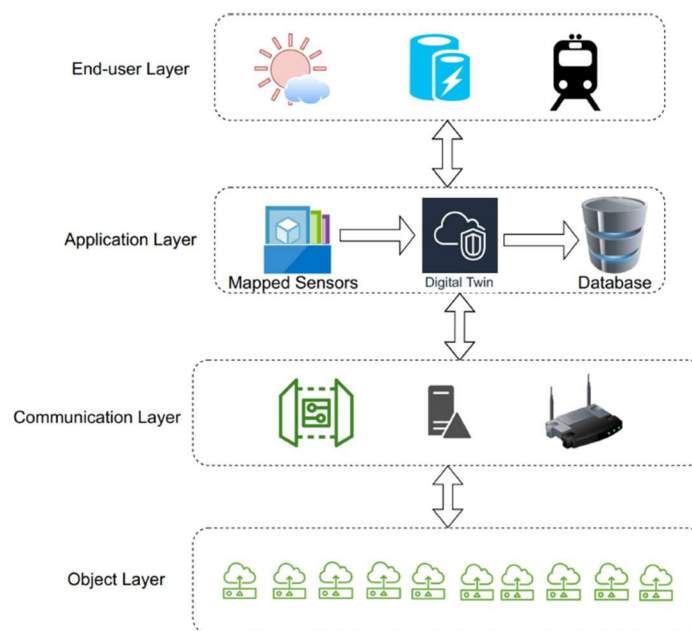 End-user Layer
Application Layer
Mapped Sensors
Digital Twin
Database
Communication Layer
Object Layer